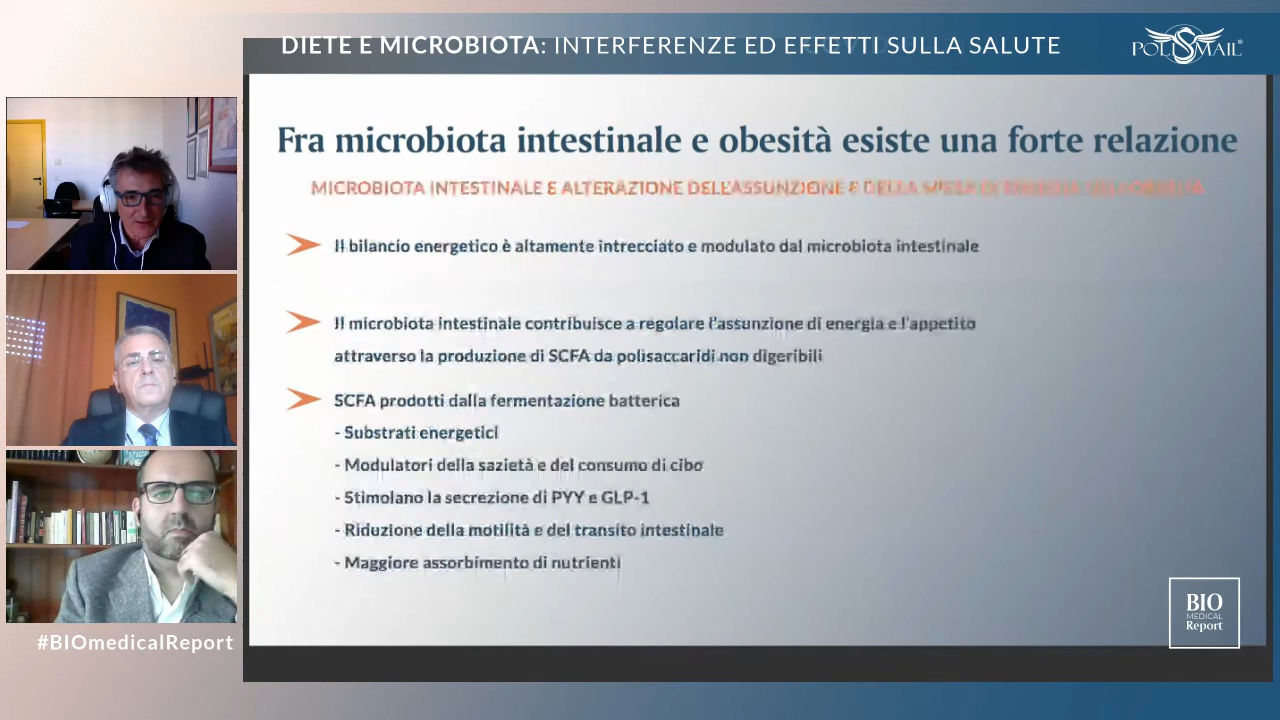 DIETE E MICROBIOTA: INTERFERENZE ED EFFETTI SULLA SALUTE
POLISMAIL®
Fra microbiota intestinale e obesità esiste una forte relazione
MICROBIOTA INTESTINALE E ALTERAZIONE DELL'ASSUNZIONE E DELLA
Il bilancio energetico è altamente intrecciato e modulato dal microbiota intestinale
Il microbiota intestinale contribuisce a regolare l'assunzione di energia e l'appetito
attraverso la produzione di SCFA da polisaccaridi non digeribili
SCFA prodotti dalla fermentazione batterica
- Substrati energetici
- Modulatori della sazietà e del consumo di cibo
- Stimolano la secrezione di PYY e GLP-1
- Riduzione della motilità e del transito intestinale
- Maggiore assorbimento di nutrienti
BIO
MEDICAL
Report
#BIOmedicalReport